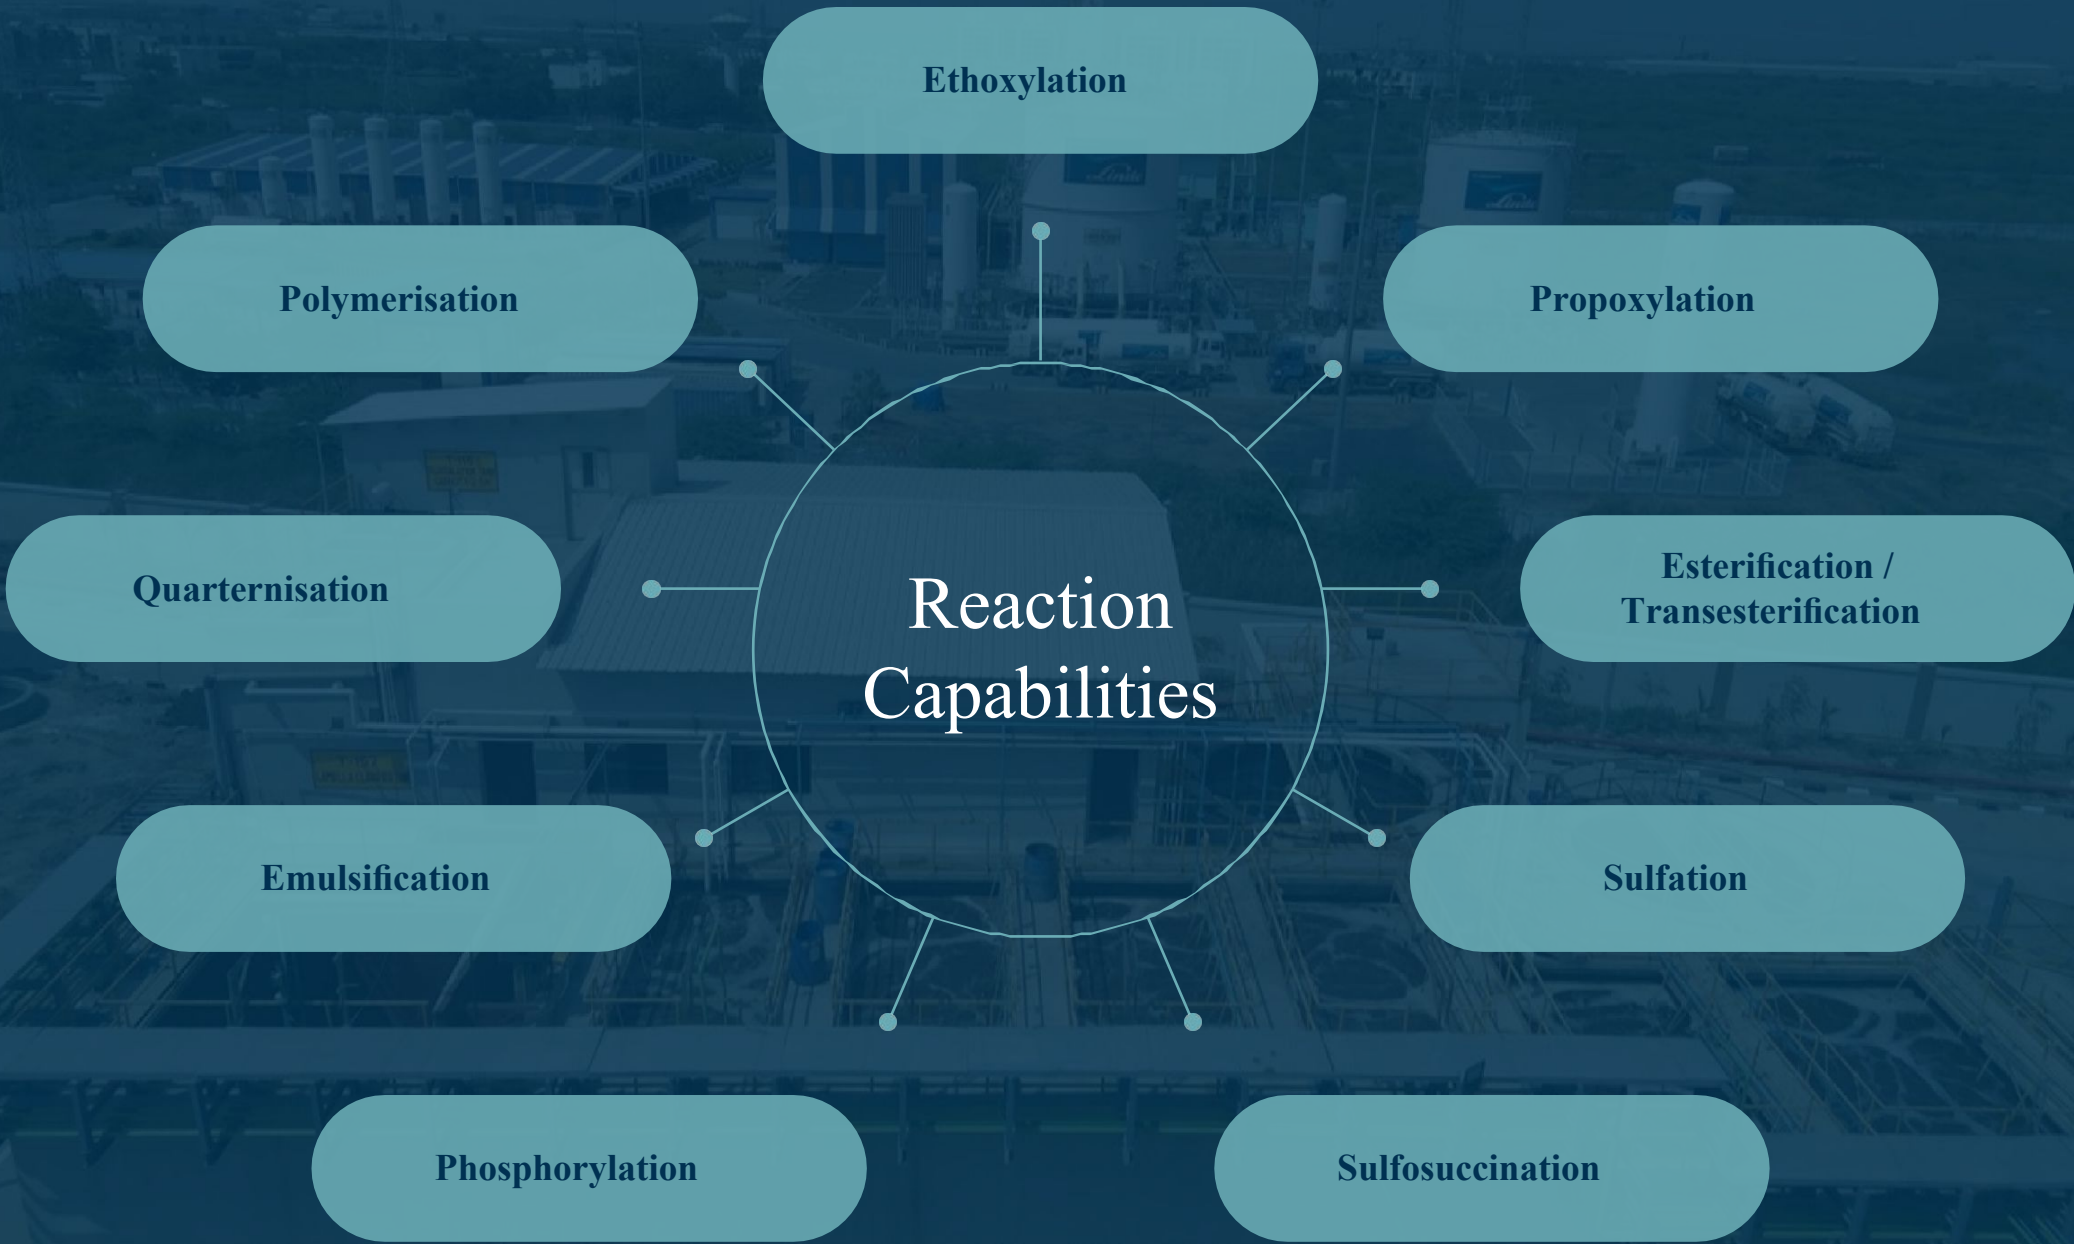 Ethoxylation
Polymerisation
Propoxylation
Quarternisation
Esterification /
Transesterification
Reaction
Capabilities
Emulsification
Sulfation
Phosphorylation
Sulfosuccination